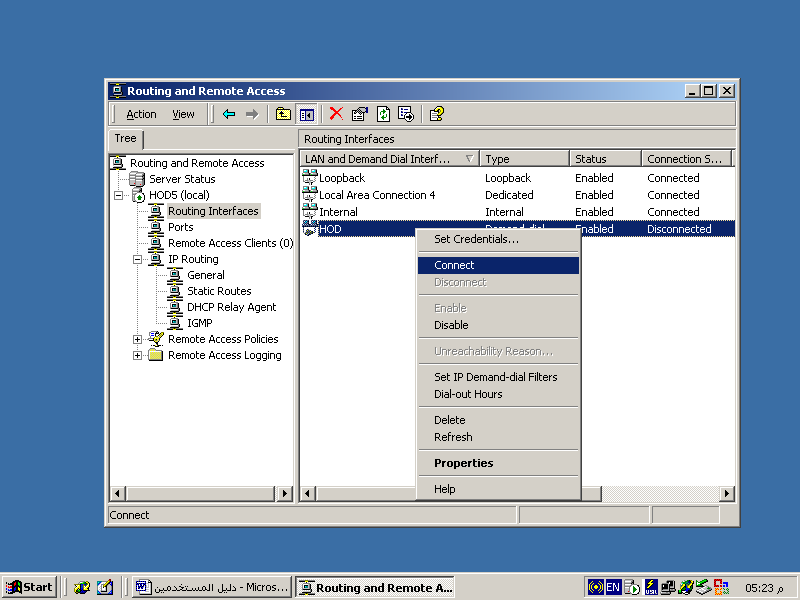 Routing and Remote Access
Action View
Tree
Routing Interfaces
Routing and Remote Access
Server Status
HOD5 (local)
Routing Interfaces
Ports
Remote Access Clients (0)
IP Routing
General
Static Routes
DHCP Relay Agent
IGMP
Remote Access Policies
Remote Access Logging
LAN and Demand Dial Interf... Type Status Connection S...
Loopback Loopback Enabled Connected
Local Area Connection 4 Dedicated Enabled Connected
Internal Internal Enabled Connected
HOD Demand-dial Enabled Disconnected
Set Credentials...
Connect
Disconnect
Enable
Disable
Unreachability Reason...
Set IP Demand-dial Filters
Dial-out Hours
Delete
Refresh
Properties
Help
Connect
Start دليل المستخدمين - Micros... Routing and Remote A... EN 05:23 م